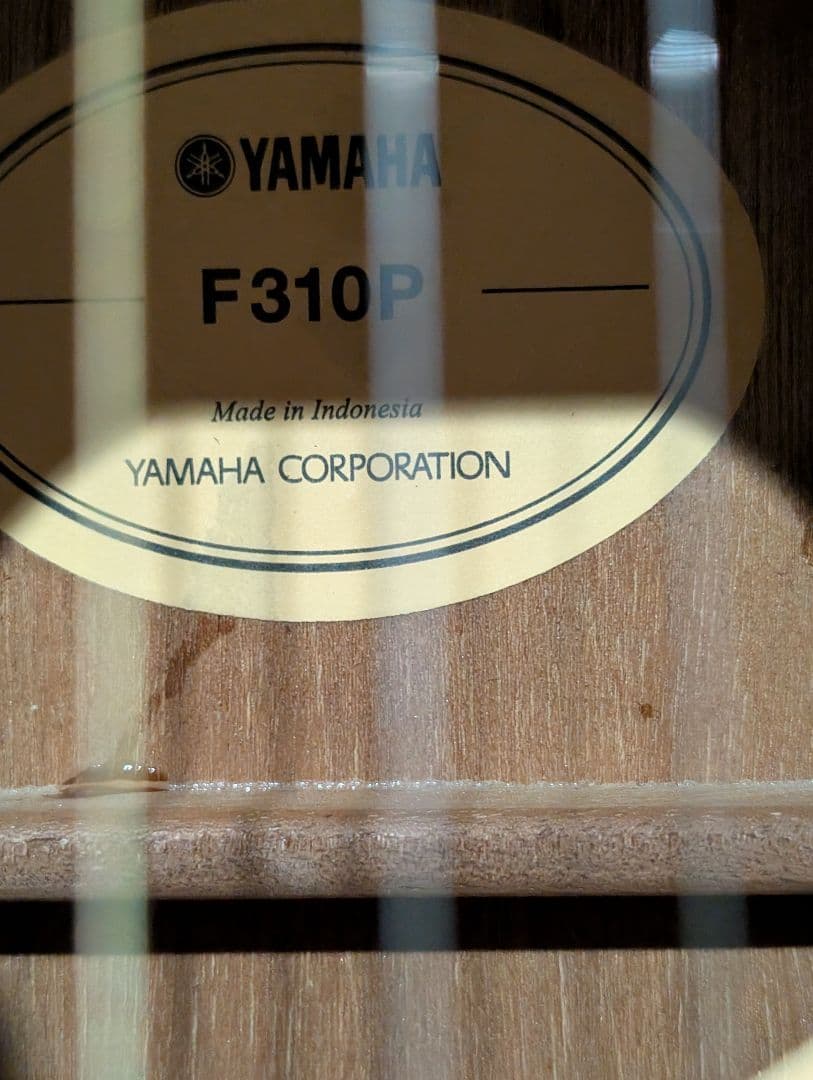 YAMAHA
F310P
Made in Indonesia
YAMAHA CORPORATION